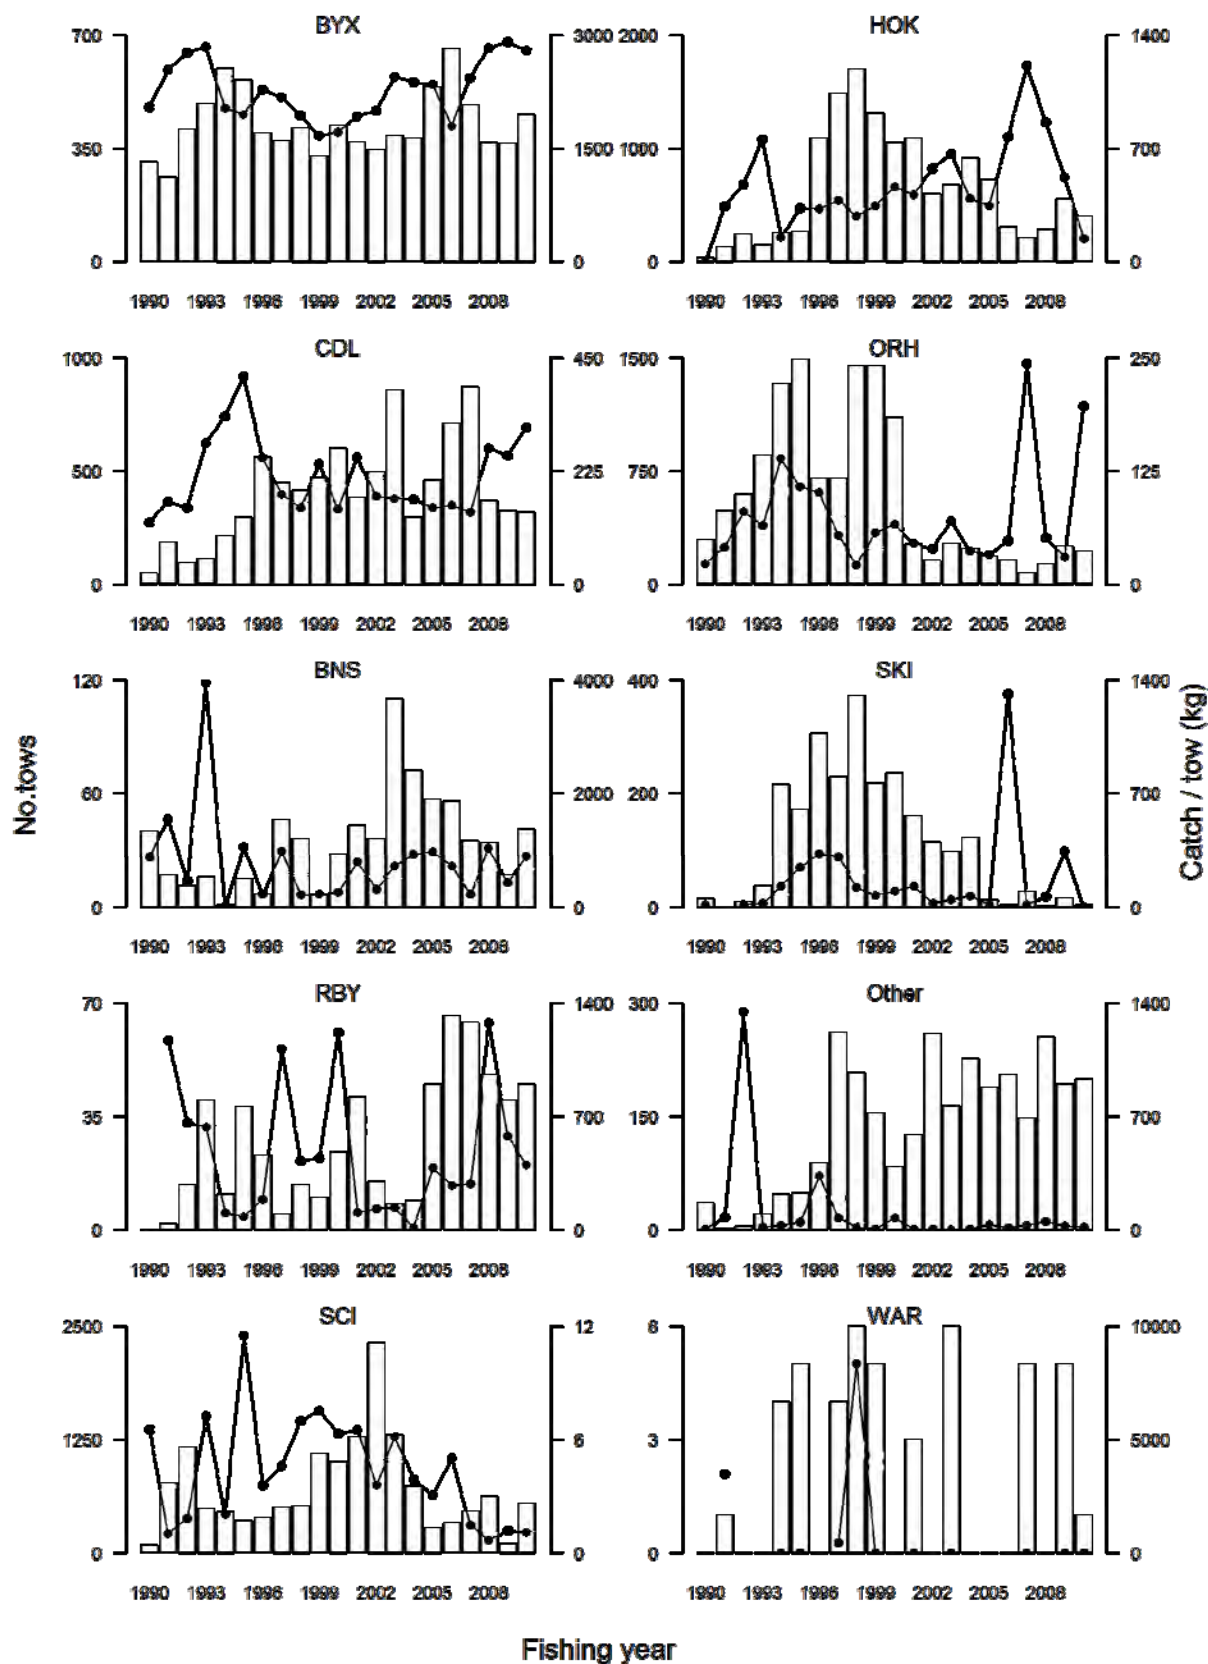 BYX HOK
700 3000 2000 1400
350 1500 1000 700
0 0 0 0
1990 1993 1996 1999 2002 2005 2008 1990 1993 1996 1999 2002 2005 2008
CDL ORH
1000 450 1500 250
500 225 750 125
0 0 0 0
1990 1993 1996 1999 2002 2005 2008 1990 1993 1996 1999 2002 2005 2008
BNS SKI
120 4000 400 1400
60 2000 200 700
0 0 0 0
1990 1993 1996 1999 2002 2005 2008 1990 1993 1996 1999 2002 2005 2008
No.tows
Catch / tow (kg)
RBY Other
70 1400 300 1400
35 700 150 700
0 0 0 0
1990 1993 1996 1999 2002 2005 2008 1990 1993 1996 1999 2002 2005 2008
SCI WAR
2500 12 6 10000
1250 6 3 5000
0 0 0 0
1990 1993 1996 1999 2002 2005 2008 1990 1993 1996 1999 2002 2005 2008
Fishing year